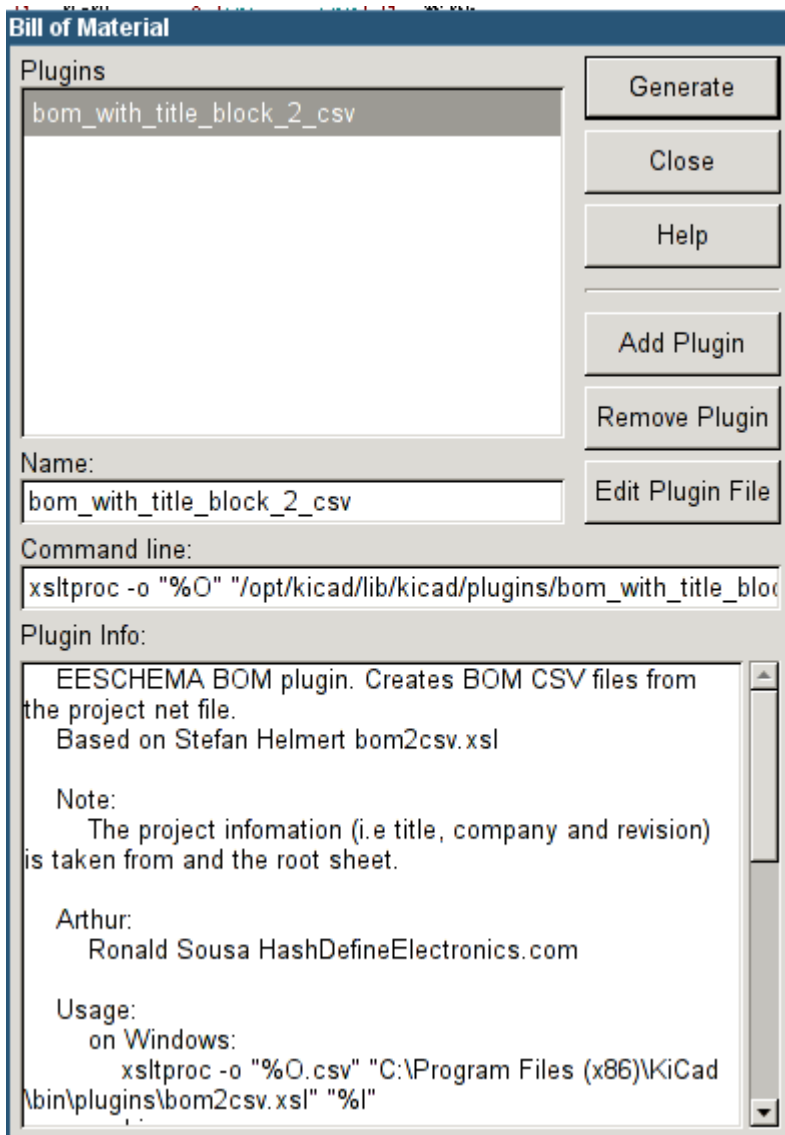 Bill of Material
Plugins
bom_with_title_block_2_csv
Generate
Close
Help
Add Plugin
Remove Plugin
Edit Plugin File
Name:
bom_with_title_block_2_csv
Command line:
xsltproc -o "%O" "/opt/kicad/lib/kicad/plugins/bom_with_title_bloc
Plugin Info:
EESCHEMA BOM plugin. Creates BOM CSV files from
the project net file.
Based on Stefan Helmert bom2csv.xsl
Note:
The project infomation (i.e title, company and revision)
is taken from and the root sheet.
Arthur:
Ronald Sousa HashDefineElectronics.com
Usage:
on Windows:
xsltproc -o "%O.csv" "C:\Program Files (x86)\KiCad
\bin\plugins\bom2csv.xsl" "%I"